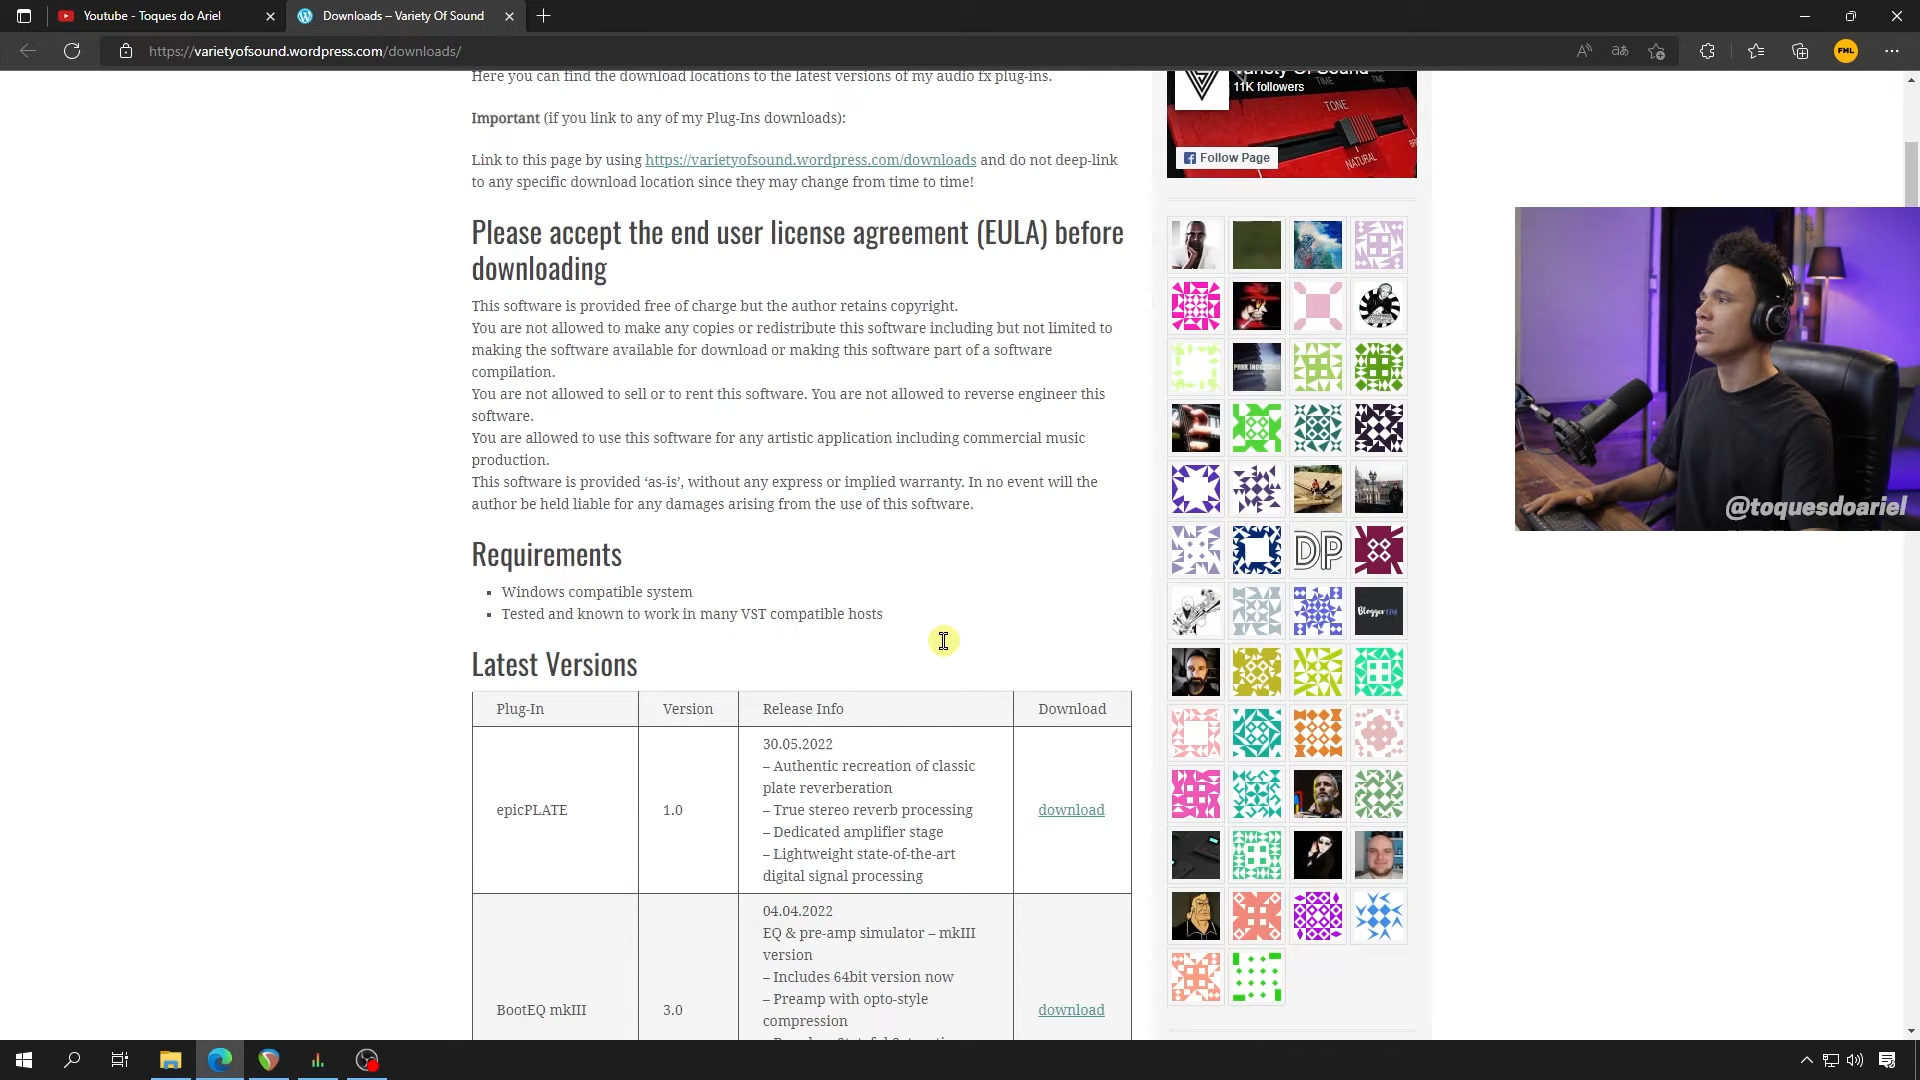 Youtube - Toques do Ariel
Downloads – Variety Of Sound
https://varietyofsound.wordpress.com/downloads/
FML
Here you can find the download locations to the latest versions of my audio fx plug-ins.
Important (if you link to any of my Plug-Ins downloads):
Link to this page by using https://varietyofsound.wordpress.com/downloads and do not deep-link
to any specific download location since they may change from time to time!
Please accept the end user license agreement (EULA) before
downloading
This software is provided free of charge but the author retains copyright.
You are not allowed to make any copies or redistribute this software including but not limited to
making the software available for download or making this software part of a software
compilation.
You are not allowed to sell or to rent this software. You are not allowed to reverse engineer this
software.
You are allowed to use this software for any artistic application including commercial music
production.
This software is provided ‘as-is’, without any express or implied warranty. In no event will the
author be held liable for any damages arising from the use of this software.
Requirements
Windows compatible system
Tested and known to work in many VST compatible hosts
Latest Versions
Plug-In Version Release Info Download
epicPLATE 1.0 download
30.05.2022
– Authentic recreation of classic
plate reverberation
– True stereo reverb processing
– Dedicated amplifier stage
– Lightweight state-of-the-art
digital signal processing
BootEQ mkIII 3.0 download
04.04.2022
EQ & pre-amp simulator – mkIII
version
– Includes 64bit version now
– Preamp with opto-style
compression
Variety Of Sound
11K followers
TIME
TIME
TONE
NATURAL
Follow Page
DP
Blogger
@toquesdoariel